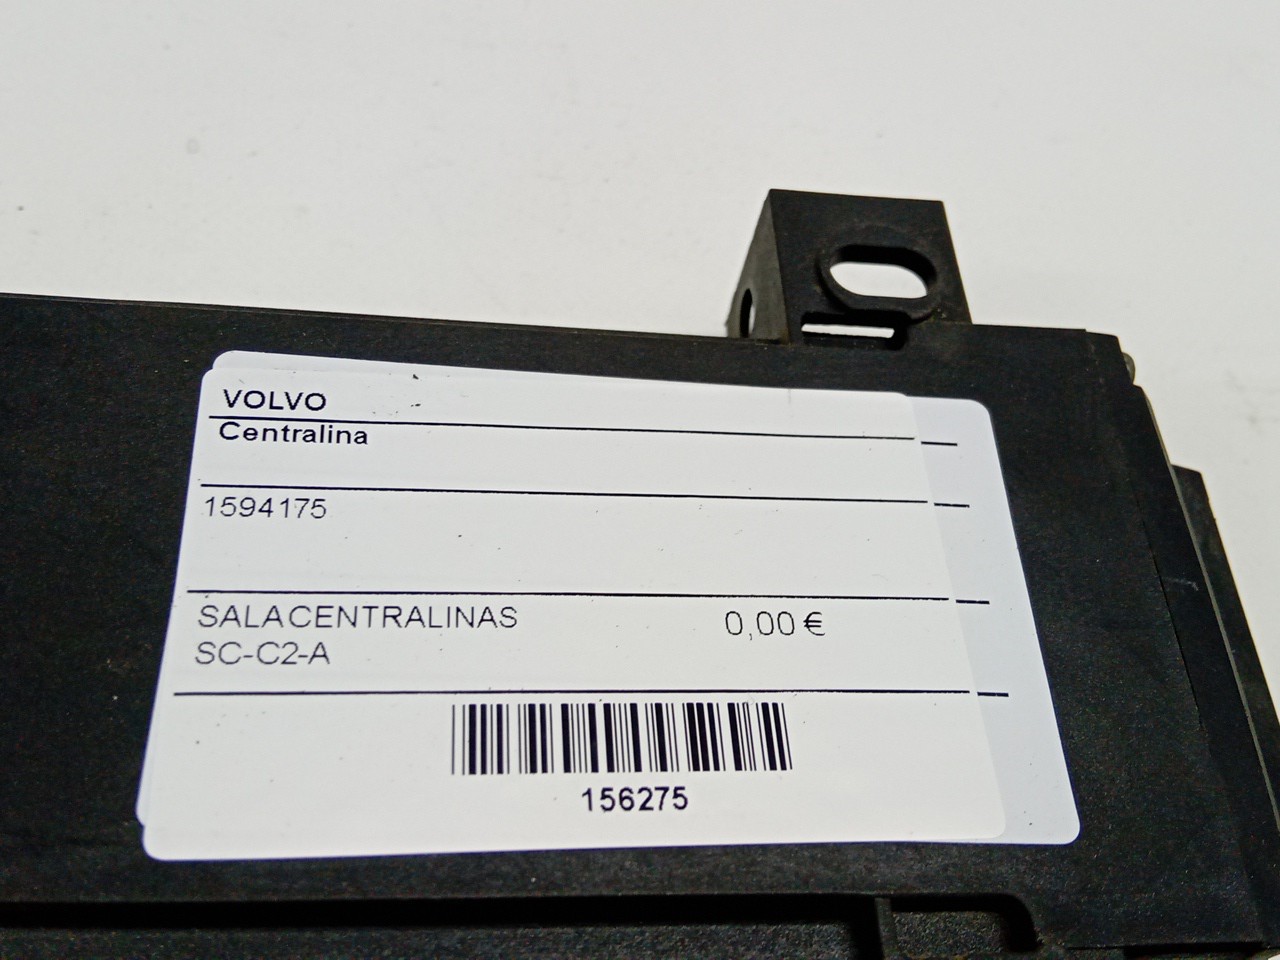 VOLVO
Centralina
1594175
SALACENTRALINAS 0,00 €
SC-C2-A
156275